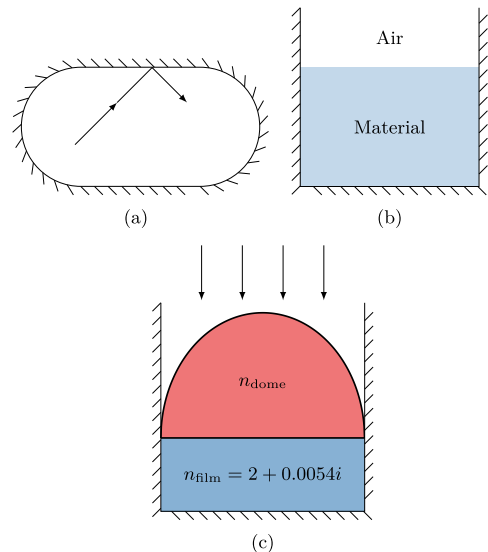 Air
Material
(a)
(b)
n_dome
n_film = 2 + 0.0054i
(c)